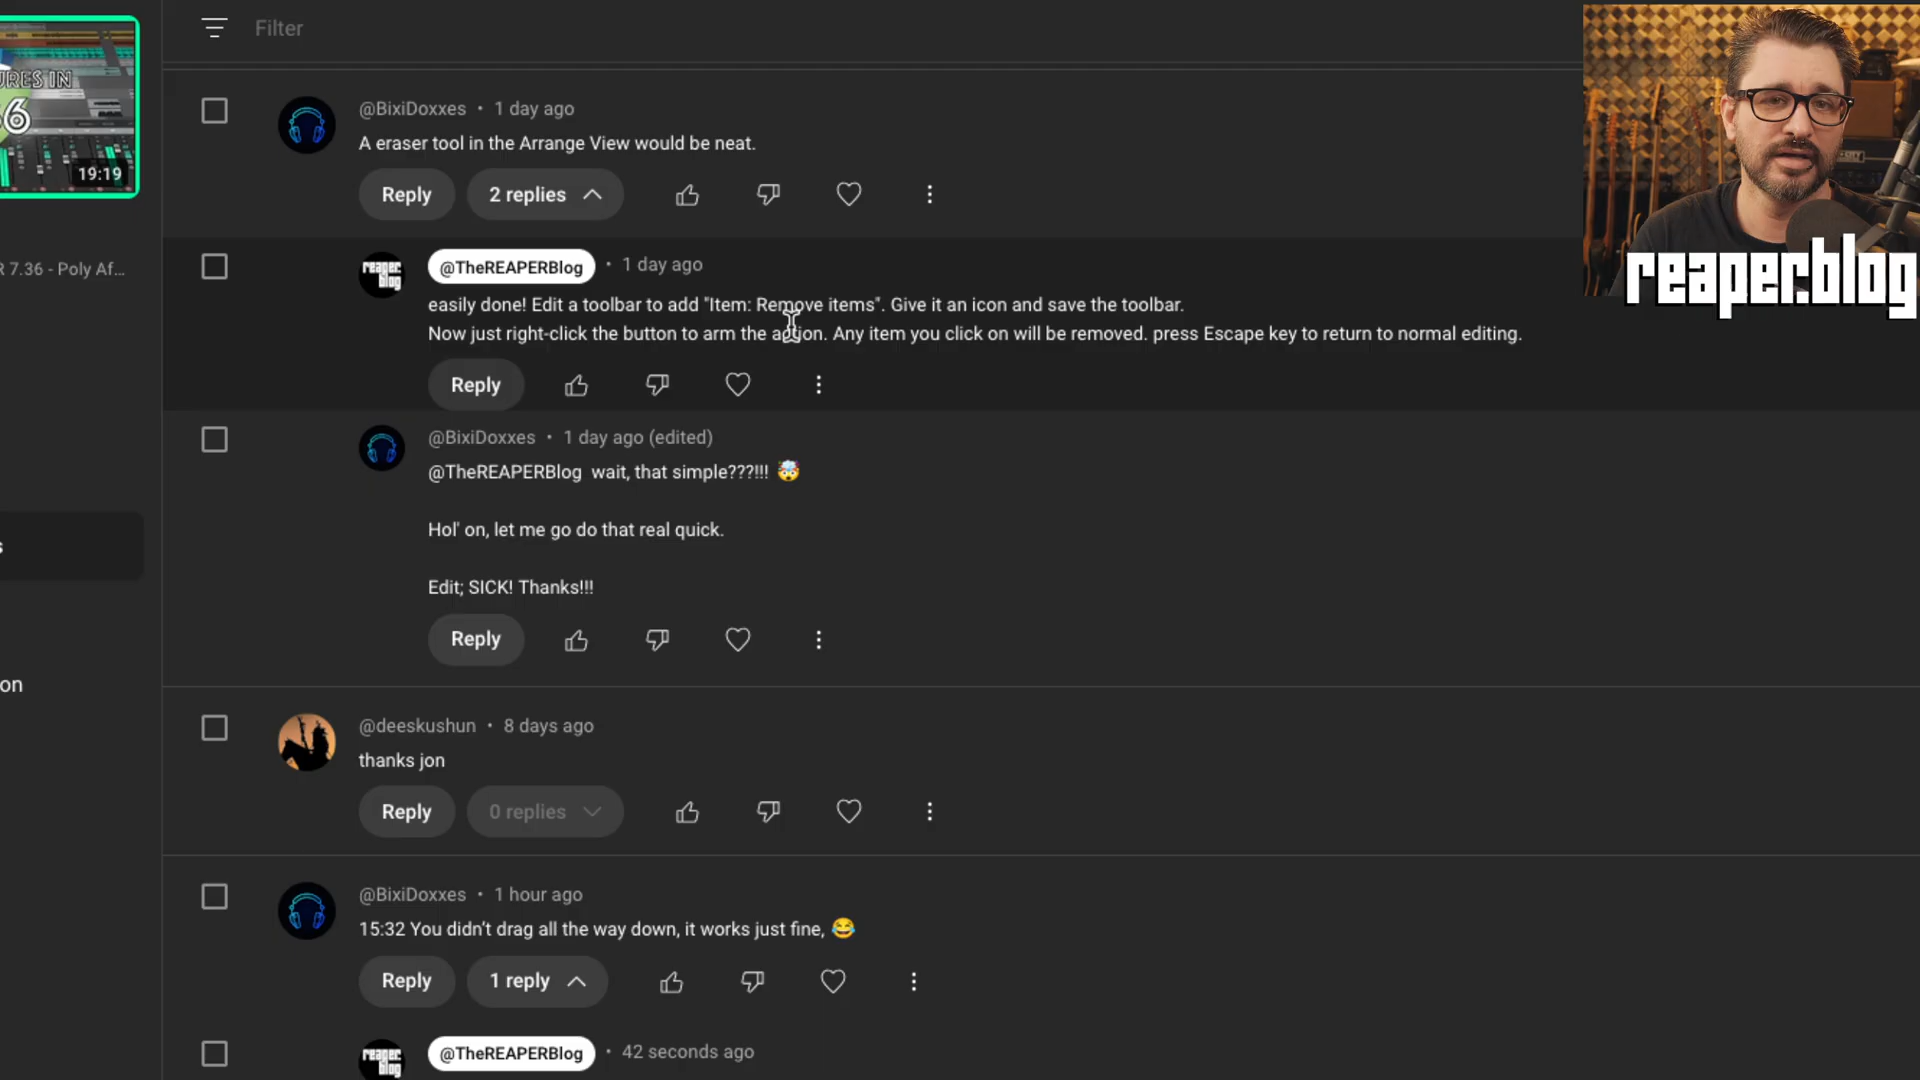 Filter
URES IN
6
19:19
R 7.36 - Poly Af...
s
on
@BixiDoxxes • 1 day ago
A eraser tool in the Arrange View would be neat.
Reply
2 replies
reaper.
blog
@TheREAPERBlog • 1 day ago
easily done! Edit a toolbar to add "Item: Remove items". Give it an icon and save the toolbar.
Now just right-click the button to arm the action. Any item you click on will be removed. press Escape key to return to normal editing.
Reply
@BixiDoxxes • 1 day ago (edited)
@TheREAPERBlog wait, that simple???!!! 🤯
Hol' on, let me go do that real quick.
Edit; SICK! Thanks!!!
Reply
@deeskushun • 8 days ago
thanks jon
Reply
0 replies
@BixiDoxxes • 1 hour ago
15:32 You didn't drag all the way down, it works just fine, 😂
Reply
1 reply
reaper.
blog
@TheREAPERBlog • 42 seconds ago
reaper.blog